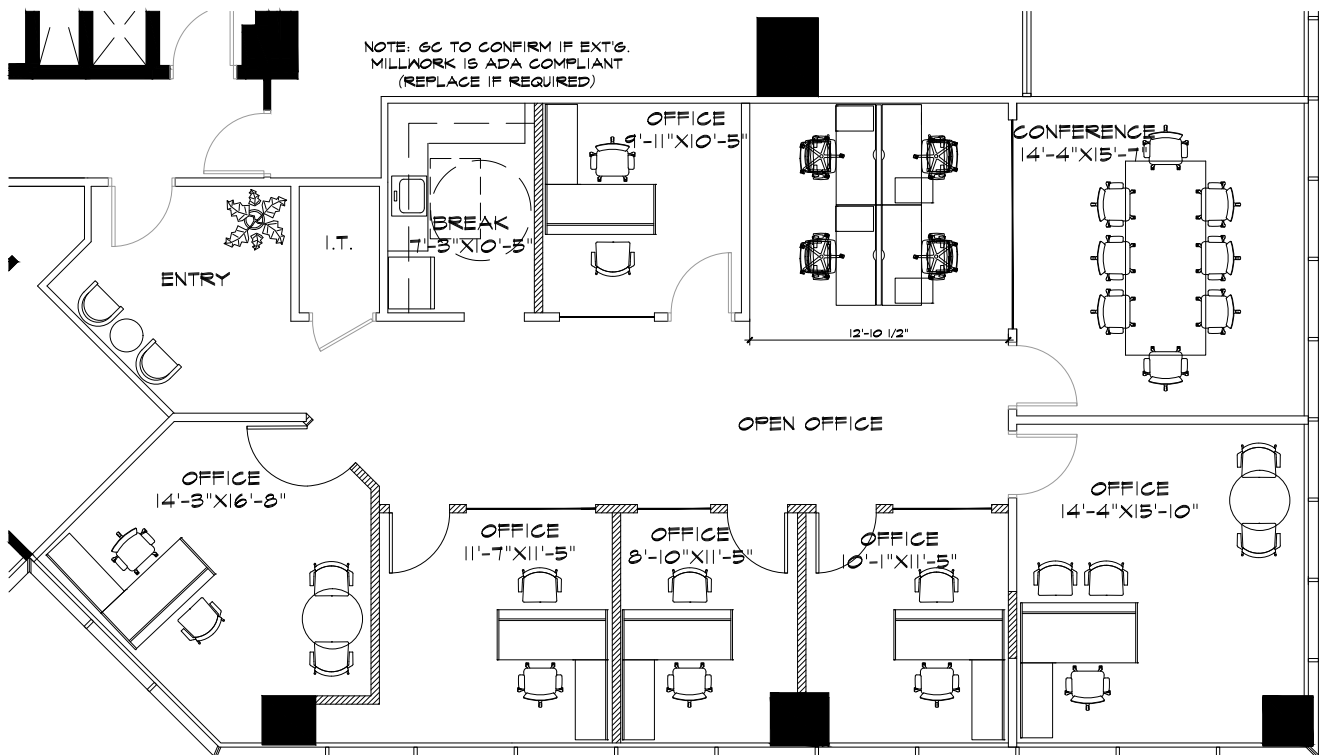 NOTE: GC TO CONFIRM IF EXT'G.
MILLWORK IS ADA COMPLIANT
(REPLACE IF REQUIRED)
OFFICE
9'-11"X10'-5"
CONFERENCE
14'-4"X15'-7"
BREAK
7'-3"X10'-5"
I.T.
ENTRY
12'-10 1/2"
OPEN OFFICE
OFFICE
14'-3"X16'-8"
OFFICE
14'-4"X15'-10"
OFFICE
11'-7"X11'-5"
OFFICE
8'-10"X11'-5"
OFFICE
10'-1"X11'-5"